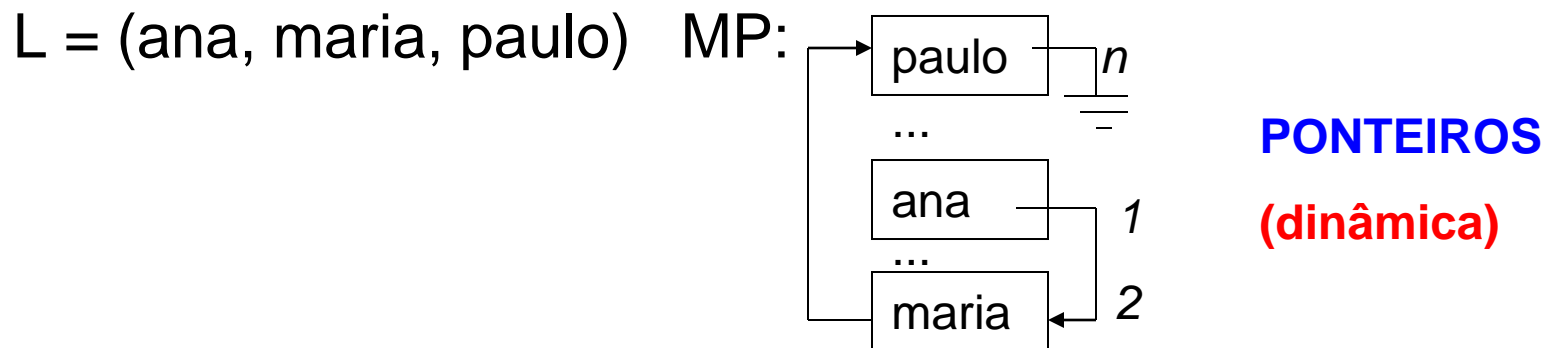 L = (ana, maria, paulo) MP:
paulo n
...
ana 1
...
maria 2
PONTEIROS
(dinâmica)